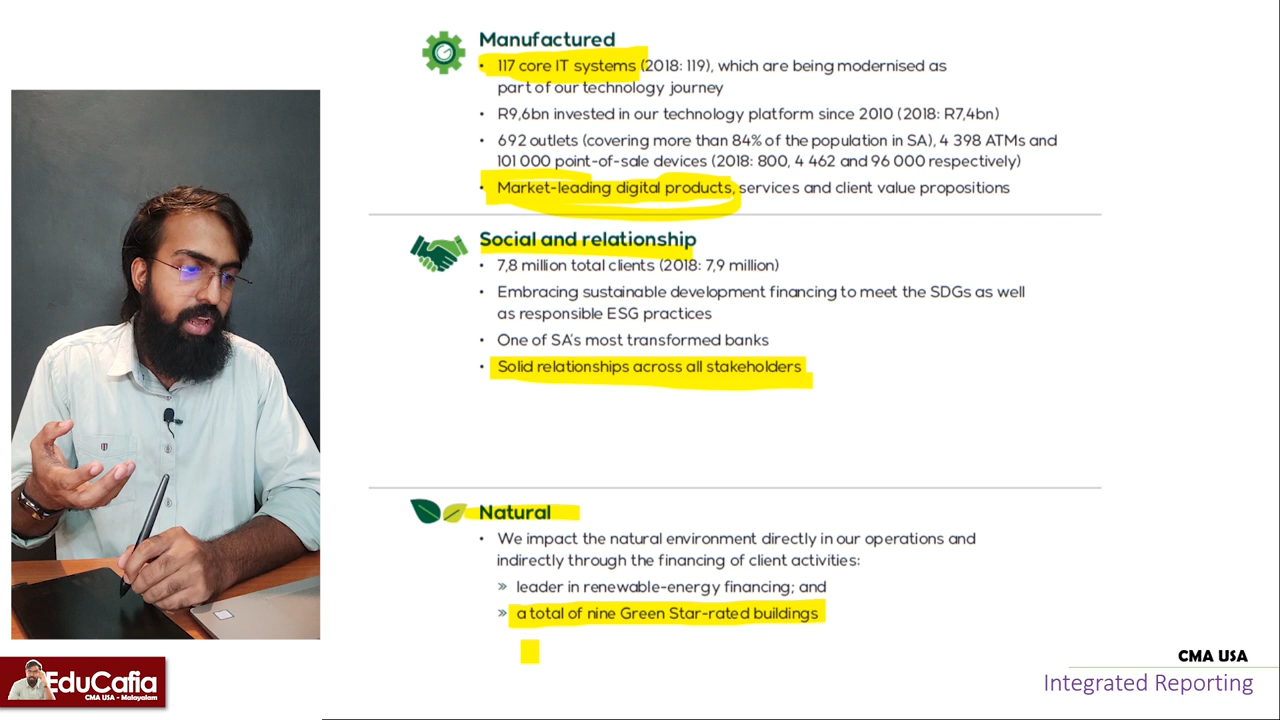 Manufactured
• 117 core IT systems (2018: 119), which are being modernised as
part of our technology journey
• R9,6bn invested in our technology platform since 2010 (2018: R7,4bn)
• 692 outlets (covering more than 84% of the population in SA), 4 398 ATMs and
101 000 point-of-sale devices (2018: 800, 4 462 and 96 000 respectively)
• Market-leading digital products, services and client value propositions
Social and relationship
• 7,8 million total clients (2018: 7,9 million)
• Embracing sustainable development financing to meet the SDGs as well
as responsible ESG practices
• One of SA’s most transformed banks
• Solid relationships across all stakeholders
Natural
• We impact the natural environment directly in our operations and
indirectly through the financing of client activities:
» leader in renewable-energy financing; and
» a total of nine Green Star-rated buildings
CMA USA
Integrated Reporting
EduCafia
CMA USA - Malayalam